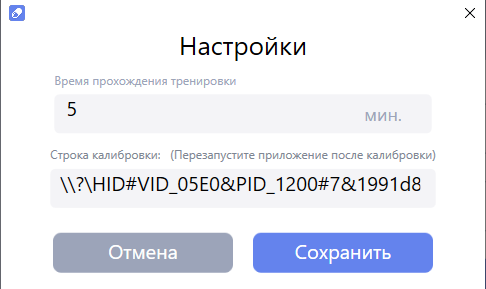 Настройки
Время прохождения тренировки
5 мин.
Строка калибровки: (Перезапустите приложение после калибровки)
\\?\HID#VID_05E0&PID_1200#7&1991d8
Отмена Сохранить